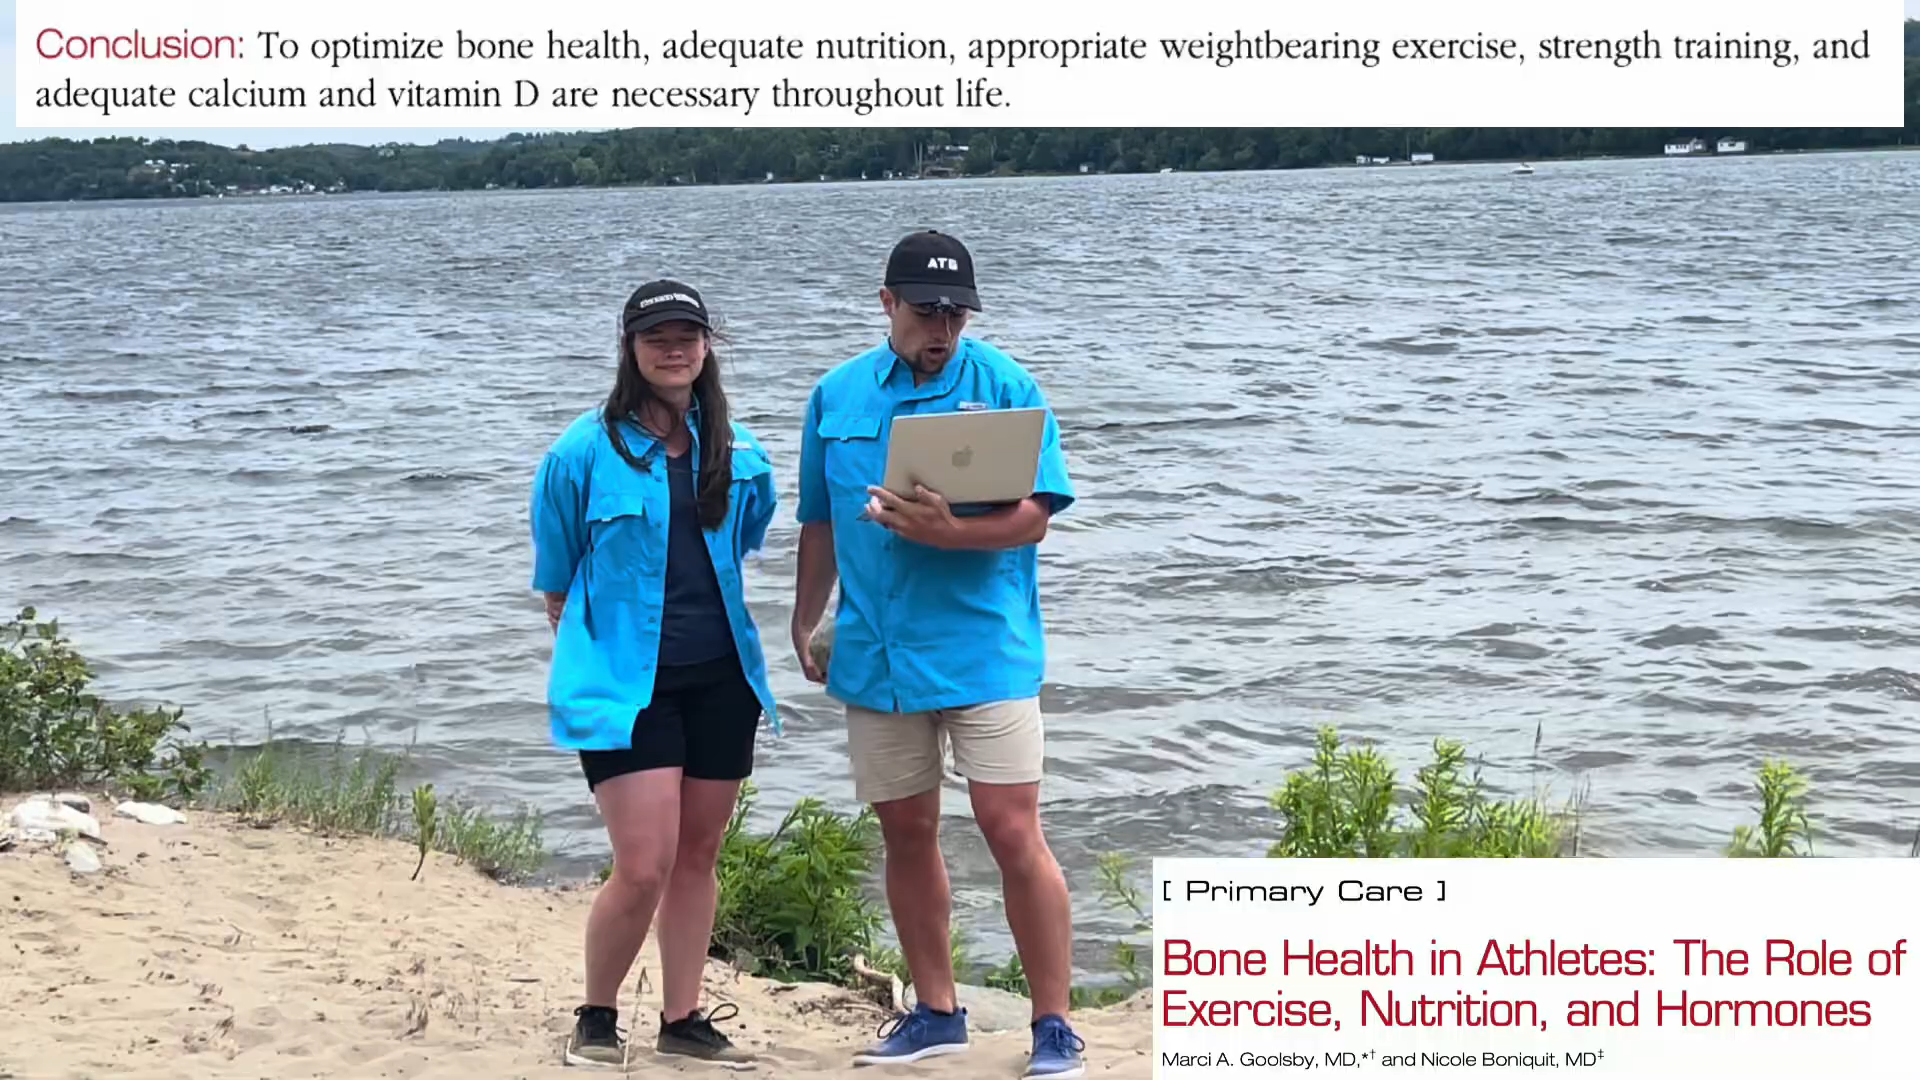 Conclusion: To optimize bone health, adequate nutrition, appropriate weightbearing exercise, strength training, and
adequate calcium and vitamin D are necessary throughout life.
ATG
[ Primary Care ]
Bone Health in Athletes: The Role of
Exercise, Nutrition, and Hormones
Marci A. Goolsby, MD,*† and Nicole Boniquit, MD‡